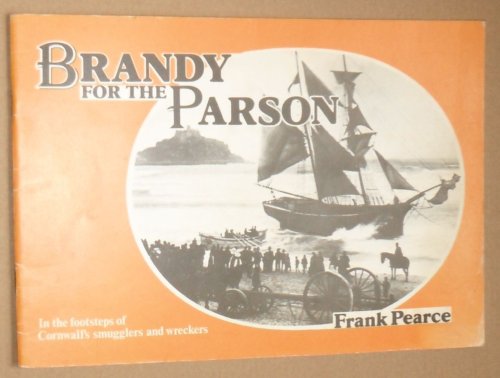 BRANDY
FOR THE
PARSON
In the footsteps of
Cornwall's smugglers and wreckers
Frank Pearce